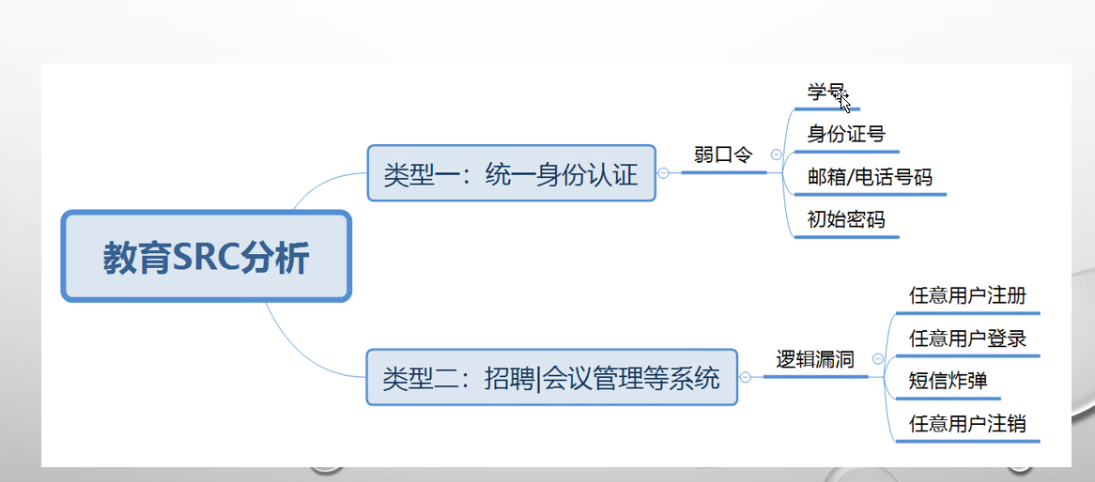 教育SRC分析
类型一：统一身份认证
弱口令
学号
身份证号
邮箱/电话号码
初始密码
类型二：招聘|会议管理等系统
逻辑漏洞
任意用户注册
任意用户登录
短信炸弹
任意用户注销